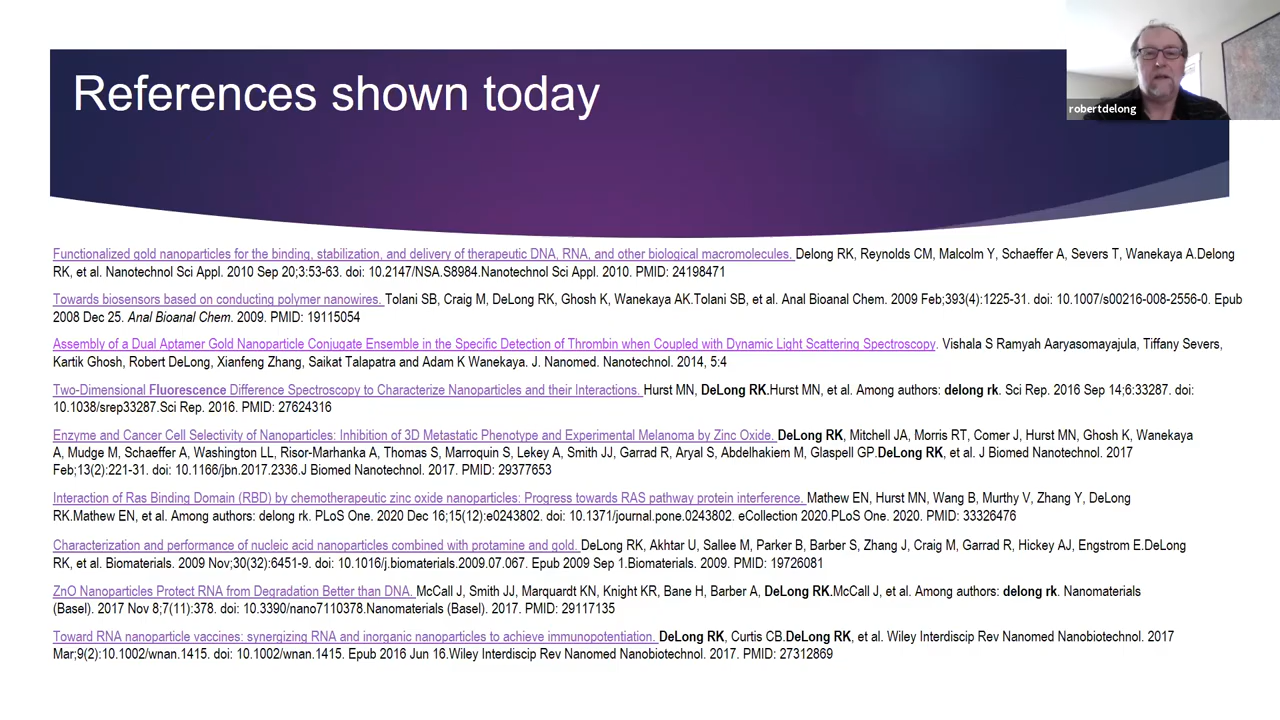 References shown today
robertdelong
Functionalized gold nanoparticles for the binding, stabilization, and delivery of therapeutic DNA, RNA, and other biological macromolecules. Delong RK, Reynolds CM, Malcolm Y, Schaeffer A, Severs T, Wanekaya A.Delong
RK, et al. Nanotechnol Sci Appl. 2010 Sep 20;3:53-63. doi: 10.2147/NSA.S8984.Nanotechnol Sci Appl. 2010. PMID: 24198471
Towards biosensors based on conducting polymer nanowires. Tolani SB, Craig M, DeLong RK, Ghosh K, Wanekaya AK.Tolani SB, et al. Anal Bioanal Chem. 2009 Feb;393(4):1225-31. doi: 10.1007/s00216-008-2556-0. Epub
2008 Dec 25. Anal Bioanal Chem. 2009. PMID: 19115054
Assembly of a Dual Aptamer Gold Nanoparticle Conjugate Ensemble in the Specific Detection of Thrombin when Coupled with Dynamic Light Scattering Spectroscopy. Vishala S Ramyah Aaryasomayajula, Tiffany Severs,
Kartik Ghosh, Robert DeLong, Xianfeng Zhang, Saikat Talapatra and Adam K Wanekaya. J. Nanomed. Nanotechnol. 2014, 5:4
Two-Dimensional Fluorescence Difference Spectroscopy to Characterize Nanoparticles and their Interactions. Hurst MN, DeLong RK.Hurst MN, et al. Among authors: delong rk. Sci Rep. 2016 Sep 14;6:33287. doi:
10.1038/srep33287.Sci Rep. 2016. PMID: 27624316
Enzyme and Cancer Cell Selectivity of Nanoparticles: Inhibition of 3D Metastatic Phenotype and Experimental Melanoma by Zinc Oxide. DeLong RK, Mitchell JA, Morris RT, Comer J, Hurst MN, Ghosh K, Wanekaya
A, Mudge M, Schaeffer A, Washington LL, Risor-Marhanka A, Thomas S, Marroquin S, Lekey A, Smith JJ, Garrad R, Aryal S, Abdelhakiem M, Glaspell GP.DeLong RK, et al. J Biomed Nanotechnol. 2017
Feb;13(2):221-31. doi: 10.1166/jbn.2017.2336.J Biomed Nanotechnol. 2017. PMID: 29377653
Interaction of Ras Binding Domain (RBD) by chemotherapeutic zinc oxide nanoparticles: Progress towards RAS pathway protein interference. Mathew EN, Hurst MN, Wang B, Murthy V, Zhang Y, DeLong
RK.Mathew EN, et al. Among authors: delong rk. PLoS One. 2020 Dec 16;15(12):e0243802. doi: 10.1371/journal.pone.0243802. eCollection 2020.PLoS One. 2020. PMID: 33326476
Characterization and performance of nucleic acid nanoparticles combined with protamine and gold. DeLong RK, Akhtar U, Sallee M, Parker B, Barber S, Zhang J, Craig M, Garrad R, Hickey AJ, Engstrom E.DeLong
RK, et al. Biomaterials. 2009 Nov;30(32):6451-9. doi: 10.1016/j.biomaterials.2009.07.067. Epub 2009 Sep 1.Biomaterials. 2009. PMID: 19726081
ZnO Nanoparticles Protect RNA from Degradation Better than DNA. McCall J, Smith JJ, Marquardt KN, Knight KR, Bane H, Barber A, DeLong RK.McCall J, et al. Among authors: delong rk. Nanomaterials
(Basel). 2017 Nov 8;7(11):378. doi: 10.3390/nano7110378.Nanomaterials (Basel). 2017. PMID: 29117135
Toward RNA nanoparticle vaccines: synergizing RNA and inorganic nanoparticles to achieve immunopotentiation. DeLong RK, Curtis CB.DeLong RK, et al. Wiley Interdiscip Rev Nanomed Nanobiotechnol. 2017
Mar;9(2):10.1002/wnan.1415. doi: 10.1002/wnan.1415. Epub 2016 Jun 16.Wiley Interdiscip Rev Nanomed Nanobiotechnol. 2017. PMID: 27312869